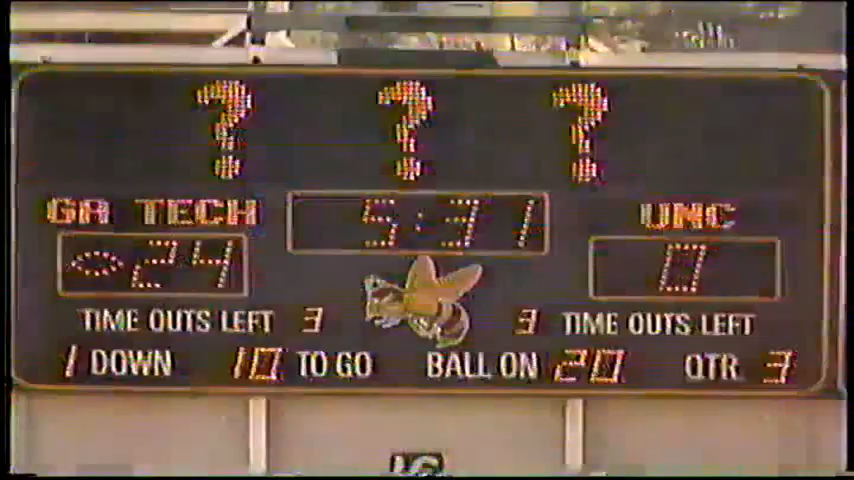 ? ? ?
GA TECH 5:31 UNC
24 0
TIME OUTS LEFT 3 3 TIME OUTS LEFT
1 DOWN 10 TO GO BALL ON 20 QTR 3